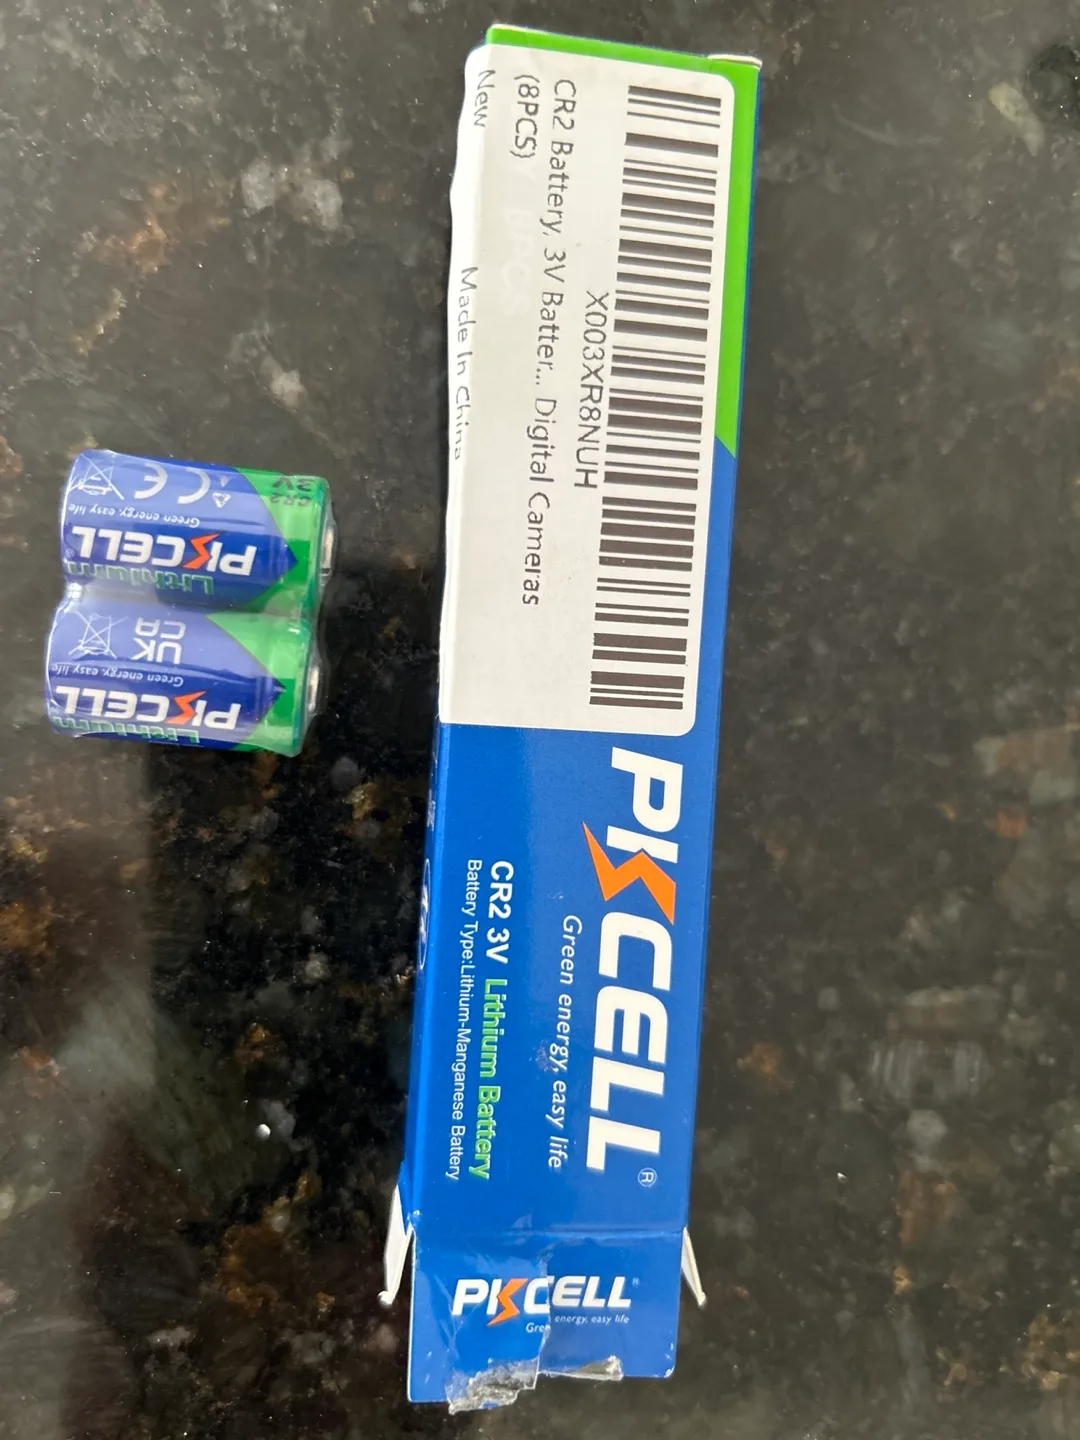 X003XR8NUH
CR2 Battery, 3V Batter... Digital Cameras
(8PCS)
New
Made In China
PKCELL®
Green energy, easy life
CR2 3V Lithium Battery
Battery Type:Lithium-Manganese Battery
PKCELL®
Gre energy, easy life
CR2
3V
CE
Green energy, easy life
PKCELL®
Lithium
UK
CA
Green energy, easy life
PKCELL
Lithium